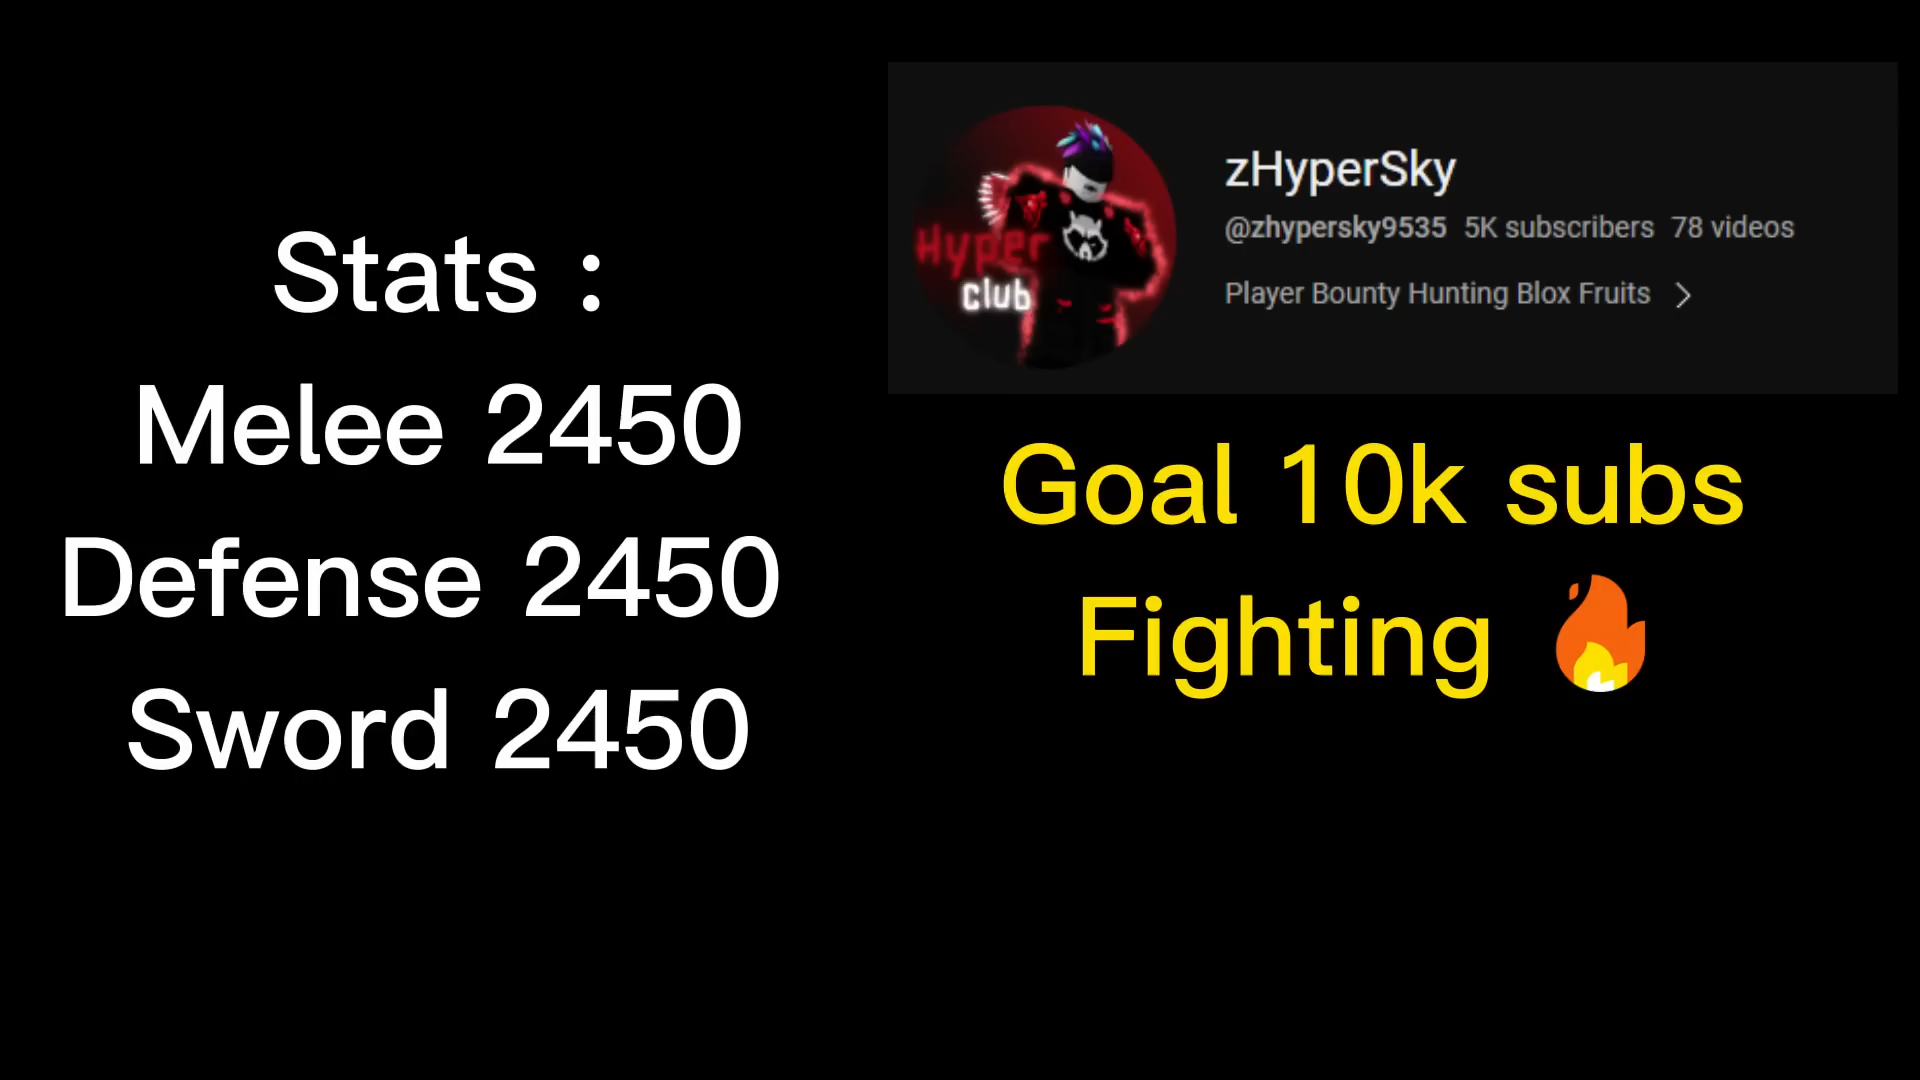 Stats :
Melee 2450
Defense 2450
Sword 2450
Hyper
club
zHyperSky
@zhypersky9535 5K subscribers 78 videos
Player Bounty Hunting Blox Fruits
Goal 10k subs
Fighting 🔥